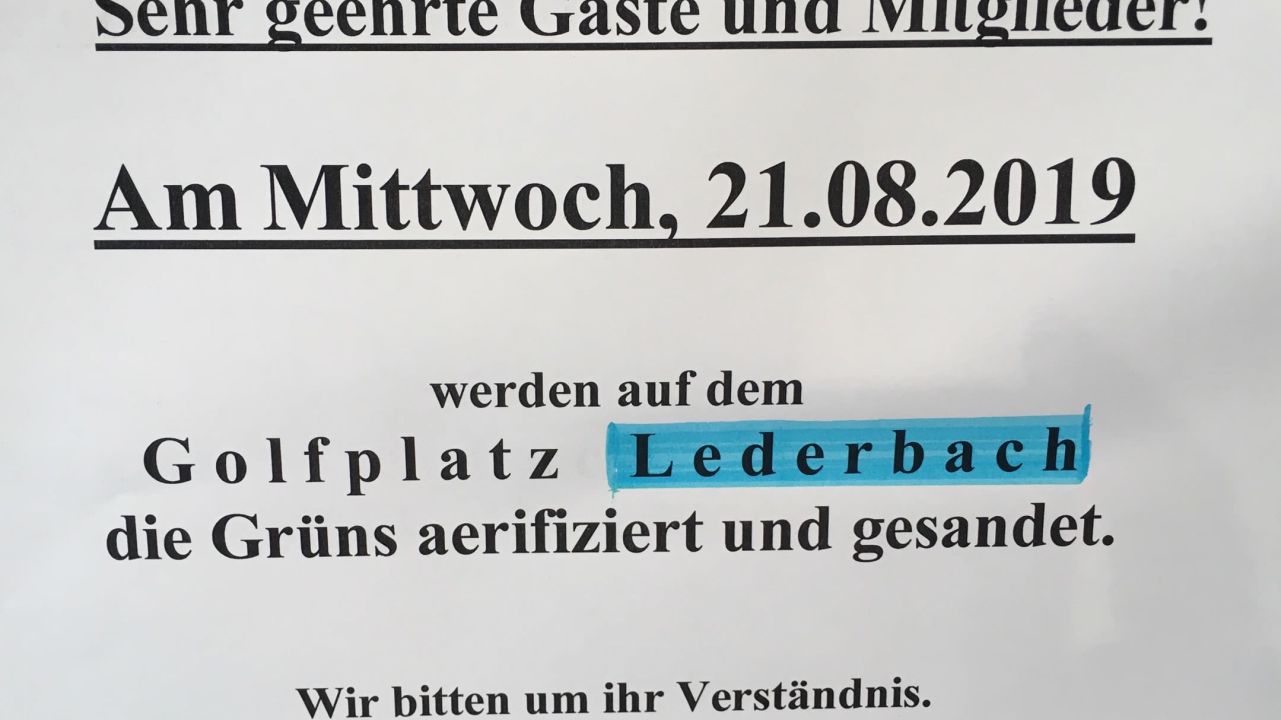 Sehr geehrte Gäste und Mitglieder!
Am Mittwoch, 21.08.2019
werden auf dem
Golfplatz Lederbach
die Grüns aerifiziert und gesandet.
Wir bitten um ihr Verständnis.